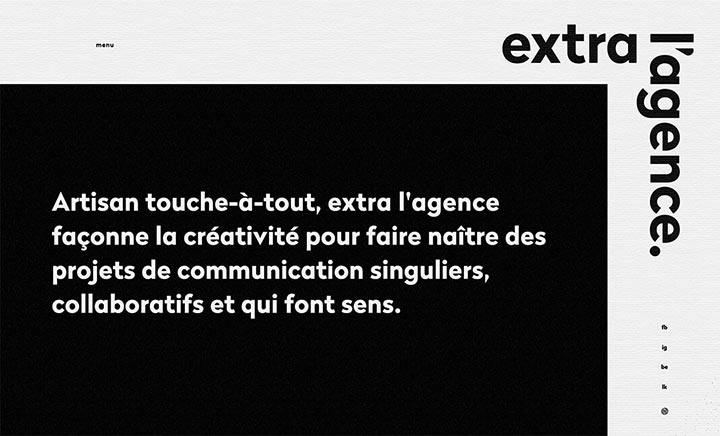 menu
extra
l'agence.
Artisan touche-à-tout, extra l'agence
façonne la créativité pour faire naître des
projets de communication singuliers,
collaboratifs et qui font sens.
fb
ig
be
lk